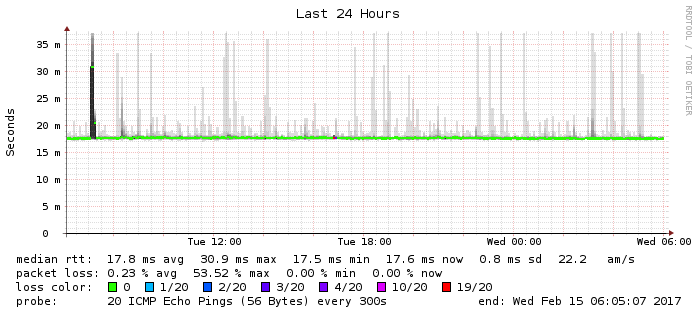 Last 24 Hours
RRDTOOL / TOBI OETIKER
Seconds
35 m
30 m
25 m
20 m
15 m
10 m
5 m
0
Tue 12:00 Tue 18:00 Wed 00:00 Wed 06:00
median rtt: 17.8 ms avg 30.9 ms max 17.5 ms min 17.6 ms now 0.8 ms sd 22.2 am/s
packet loss: 0.23 % avg 53.52 % max 0.00 % min 0.00 % now
loss color: 0 1/20 2/20 3/20 4/20 10/20 19/20
probe: 20 ICMP Echo Pings (56 Bytes) every 300s end: Wed Feb 15 06:05:07 2017